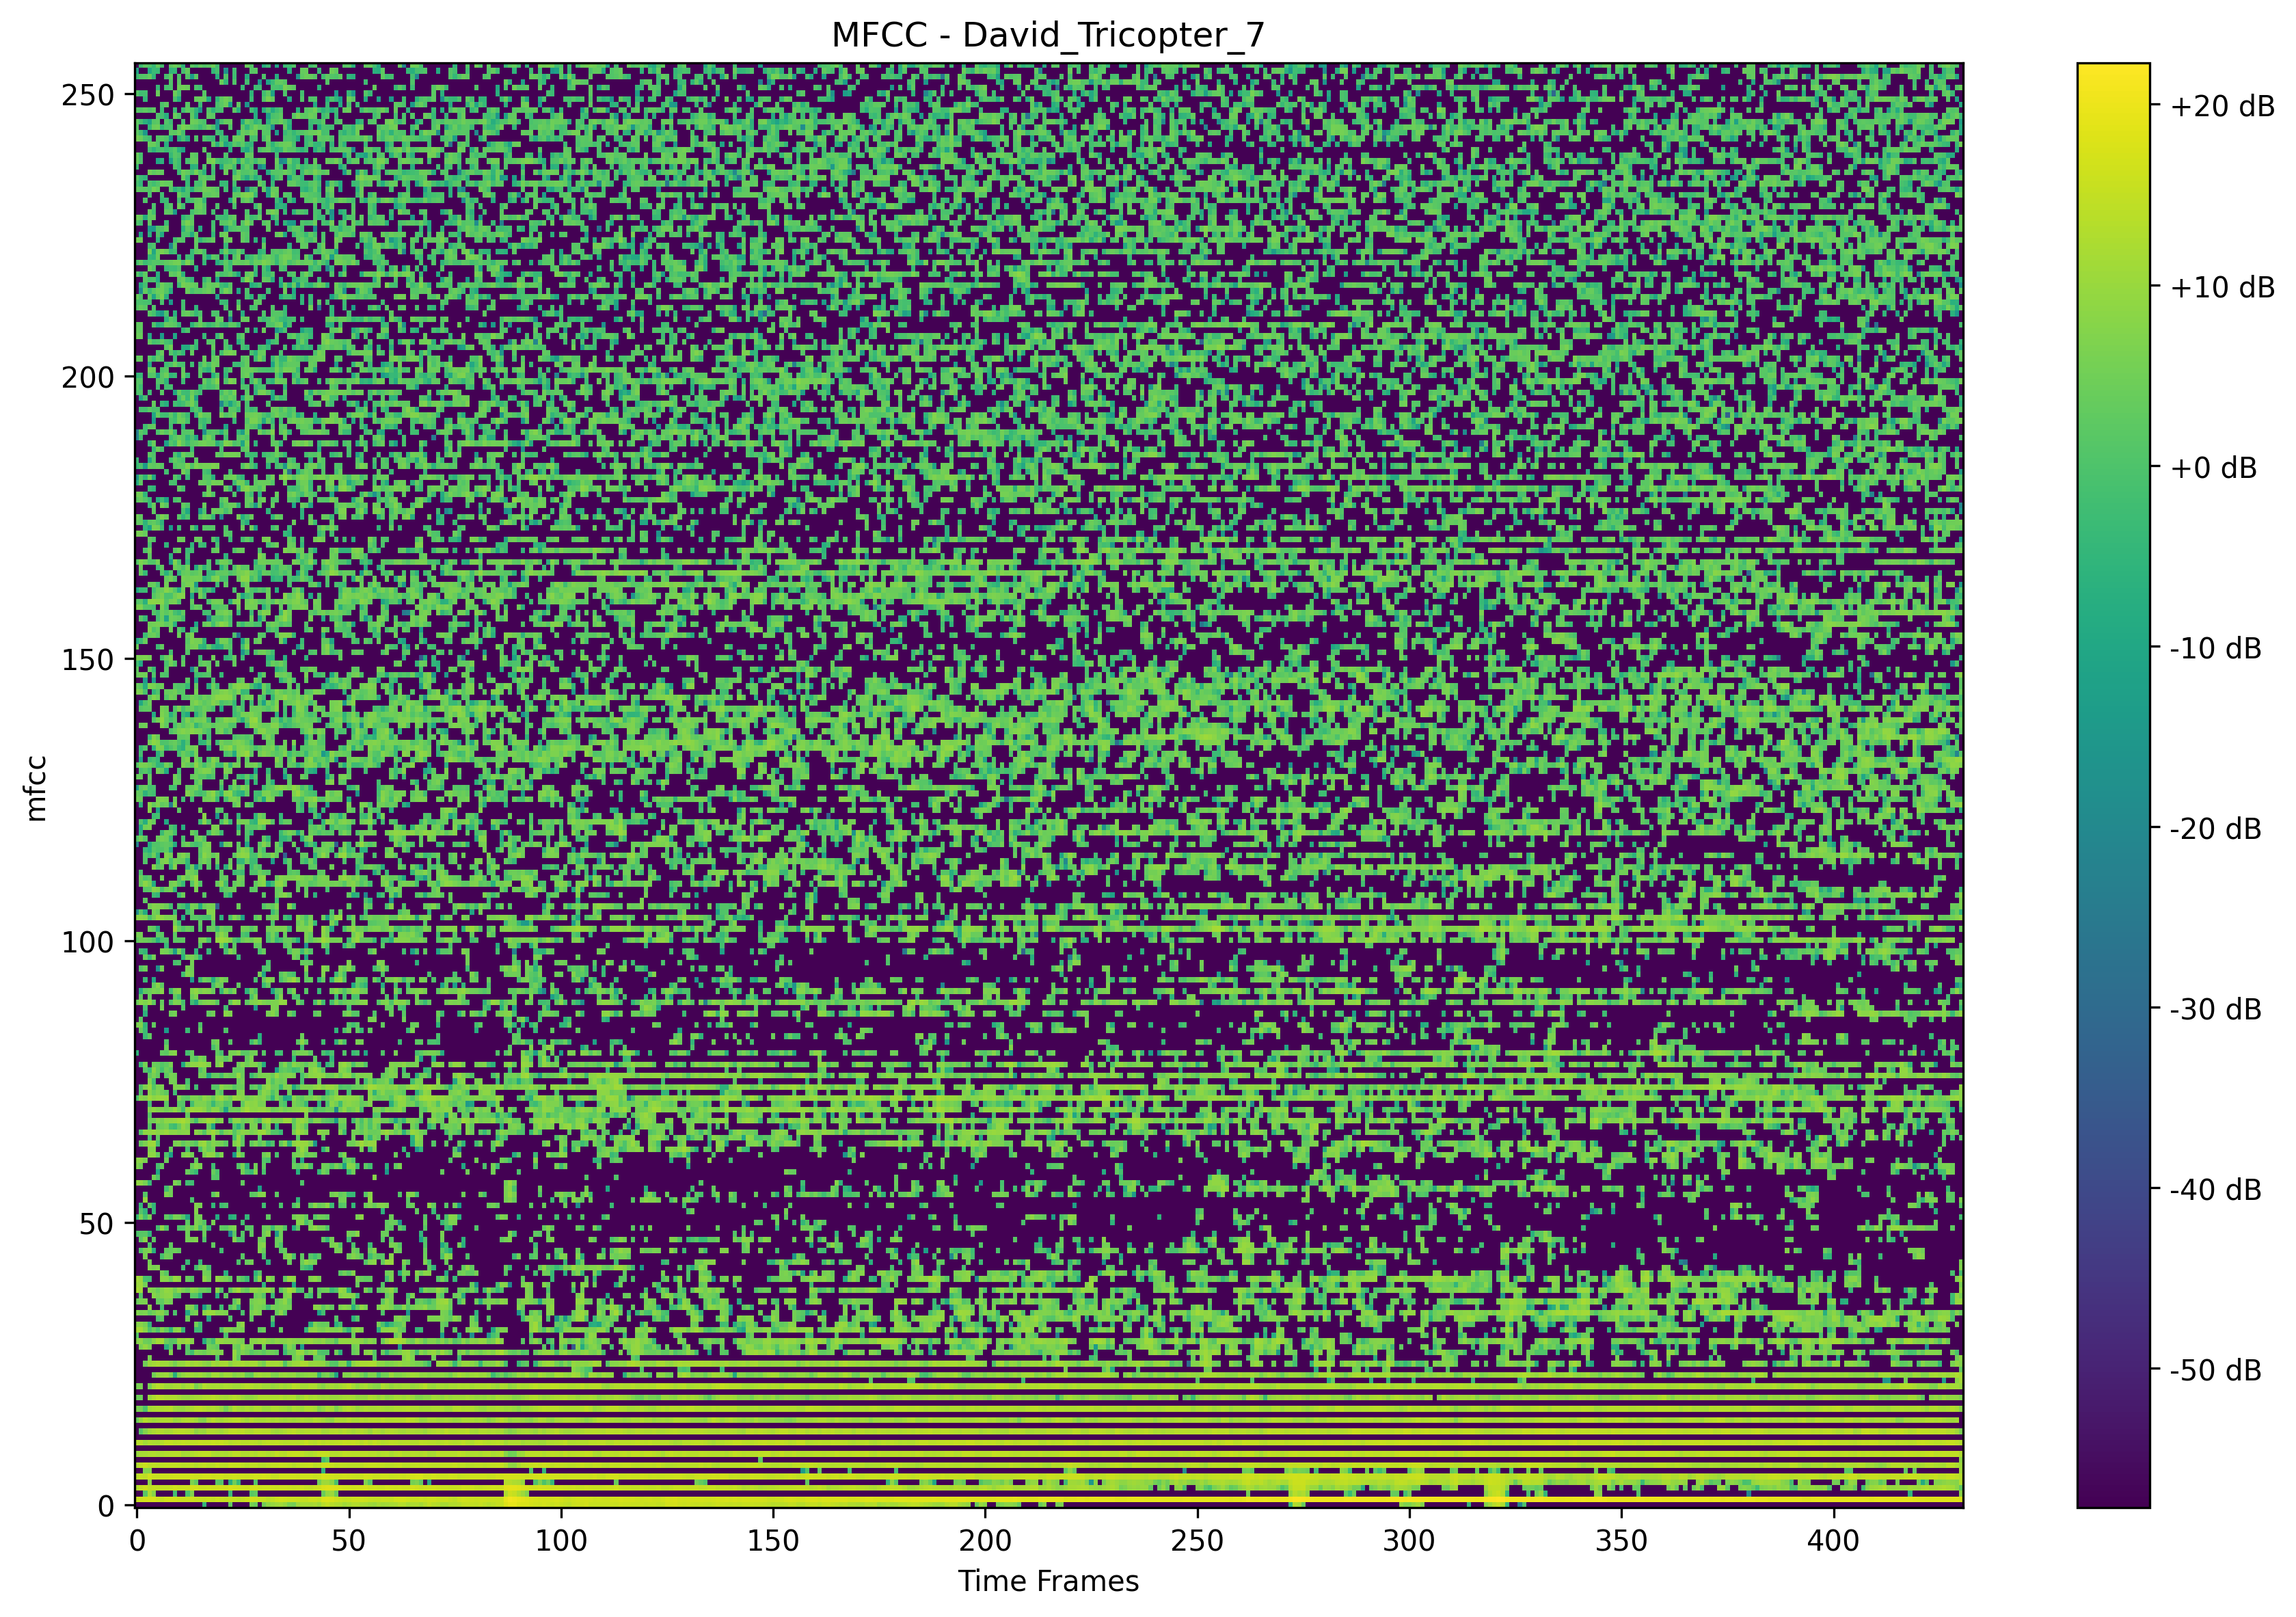 MFCC - David_Tricopter_7
250
200
150
100
50
0
mfcc
0 50 100 150 200 250 300 350 400
Time Frames
+20 dB
+10 dB
+0 dB
-10 dB
-20 dB
-30 dB
-40 dB
-50 dB